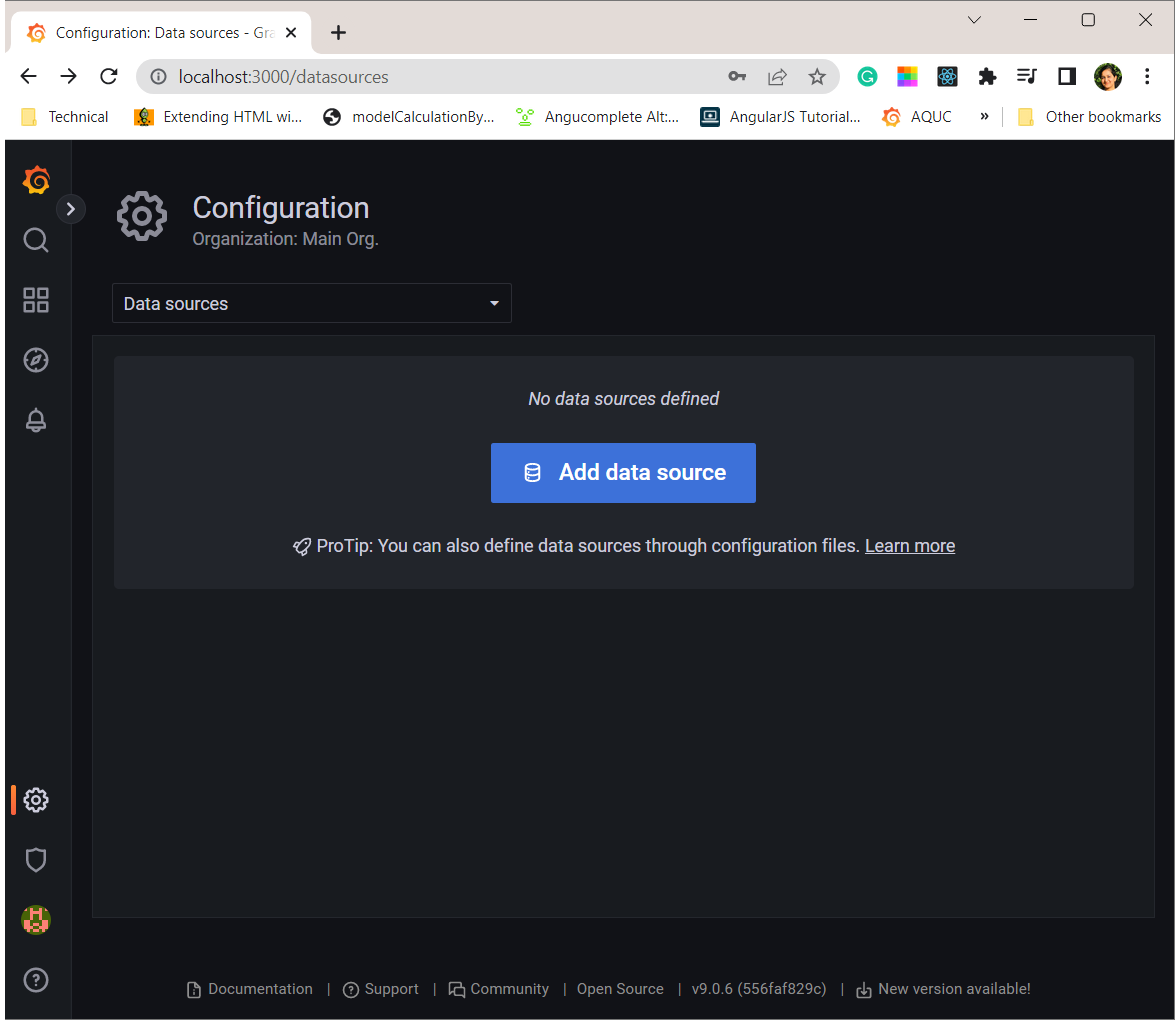 Configuration: Data sources - Gra
localhost:3000/datasources
Technical
Extending HTML wi...
modelCalculationBy...
Angucomplete Alt:...
AngularJS Tutorial...
AQUC
»
Other bookmarks
Configuration
Organization: Main Org.
Data sources
No data sources defined
Add data source
ProTip: You can also define data sources through configuration files. Learn more
Documentation | Support | Community | Open Source | v9.0.6 (556faf829c) | New version available!